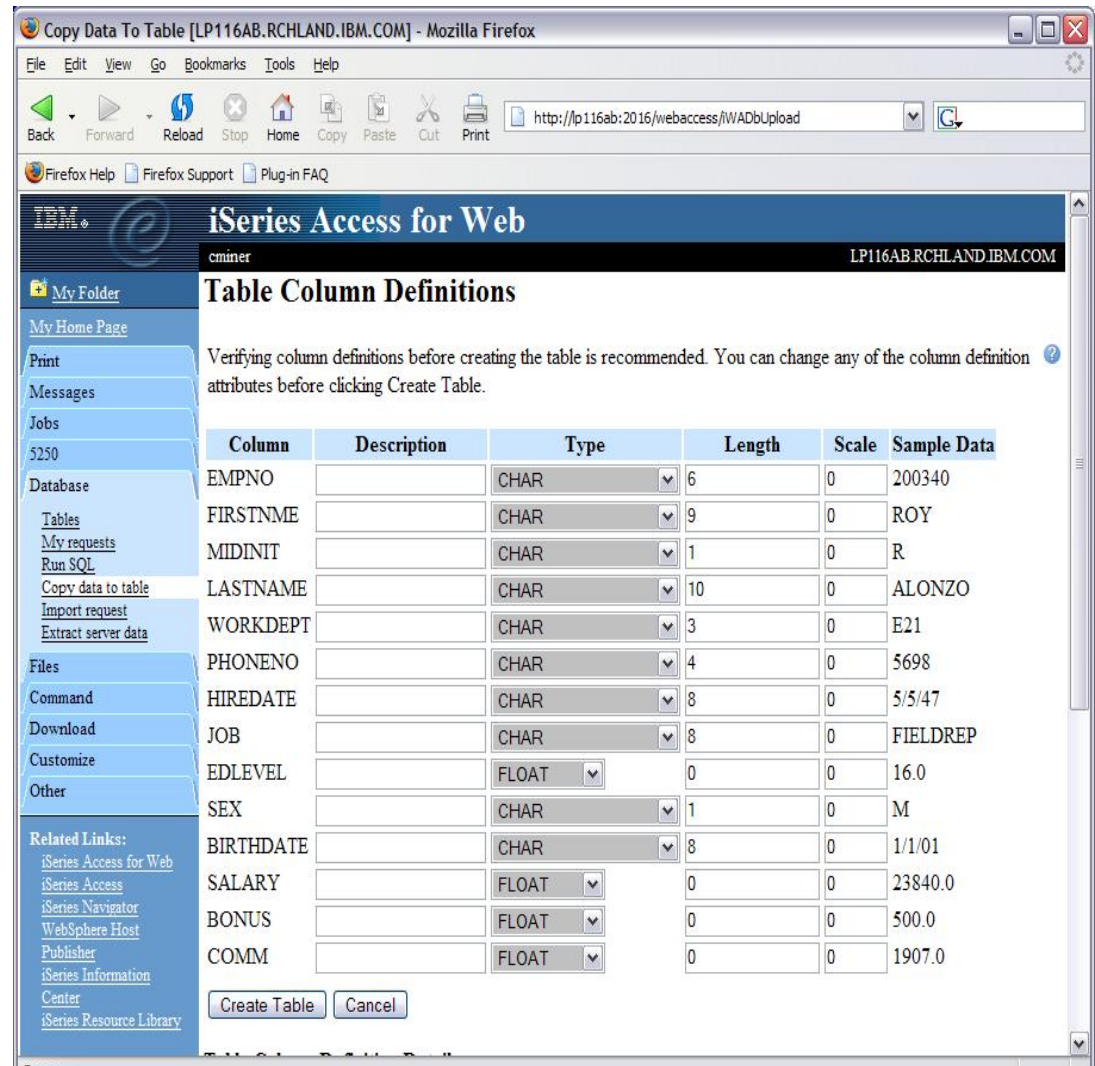 Copy Data To Table [LP116AB.RCHLAND.IBM.COM] - Mozilla Firefox
File Edit View Go Bookmarks Tools Help
Back Forward Reload Stop Home Copy Paste Cut Print http://lp116ab:2016/webaccess/iWADbUpload G
Firefox Help Firefox Support Plug-in FAQ
IBM e iSeries Access for Web
cminer LP116AB.RCHLAND.IBM.COM
My Folder
My Home Page
Print
Messages
Jobs
5250
Database
Tables
My requests
Run SQL
Copy data to table
Import request
Extract server data
Files
Command
Download
Customize
Other
Related Links:
iSeries Access for Web
iSeries Access
iSeries Navigator
WebSphere Host
Publisher
iSeries Information
Center
iSeries Resource Library
Table Column Definitions
Verifying column definitions before creating the table is recommended. You can change any of the column definition ?
attributes before clicking Create Table.
Column Description Type Length Scale Sample Data
EMPNO CHAR 6 0 200340
FIRSTNME CHAR 9 0 ROY
MIDINIT CHAR 1 0 R
LASTNAME CHAR 10 0 ALONZO
WORKDEPT CHAR 3 0 E21
PHONENO CHAR 4 0 5698
HIREDATE CHAR 8 0 5/5/47
JOB CHAR 8 0 FIELDREP
EDLEVEL FLOAT 0 0 16.0
SEX CHAR 1 0 M
BIRTHDATE CHAR 8 0 1/1/01
SALARY FLOAT 0 0 23840.0
BONUS FLOAT 0 0 500.0
COMM FLOAT 0 0 1907.0
Create Table Cancel